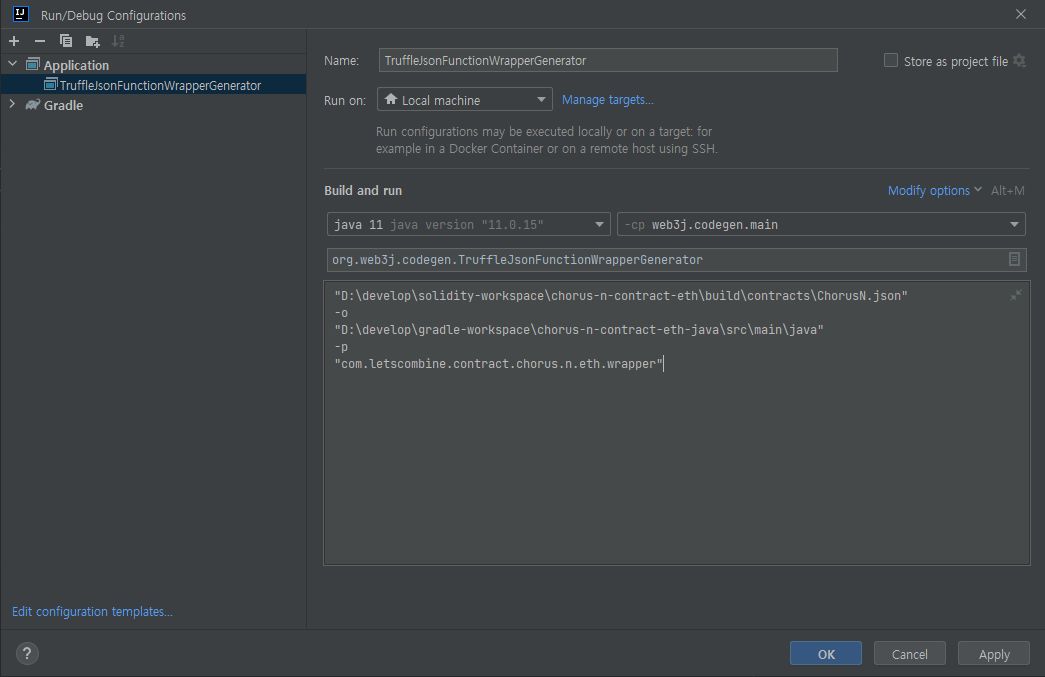 Run/Debug Configurations
Application
TruffleJsonFunctionWrapperGenerator
Gradle
Edit configuration templates...
Name: TruffleJsonFunctionWrapperGenerator
Store as project file
Run on: Local machine Manage targets...
Run configurations may be executed locally or on a target: for
example in a Docker Container or on a remote host using SSH.
Build and run Modify options Alt+M
java 11 java version "11.0.15" -cp web3j.codegen.main
org.web3j.codegen.TruffleJsonFunctionWrapperGenerator
"D:\develop\solidity-workspace\chorus-n-contract-eth\build\contracts\ChorusN.json"
-o
"D:\develop\gradle-workspace\chorus-n-contract-eth-java\src\main\java"
-p
"com.letscombine.contract.chorus.n.eth.wrapper"
?
OK Cancel Apply